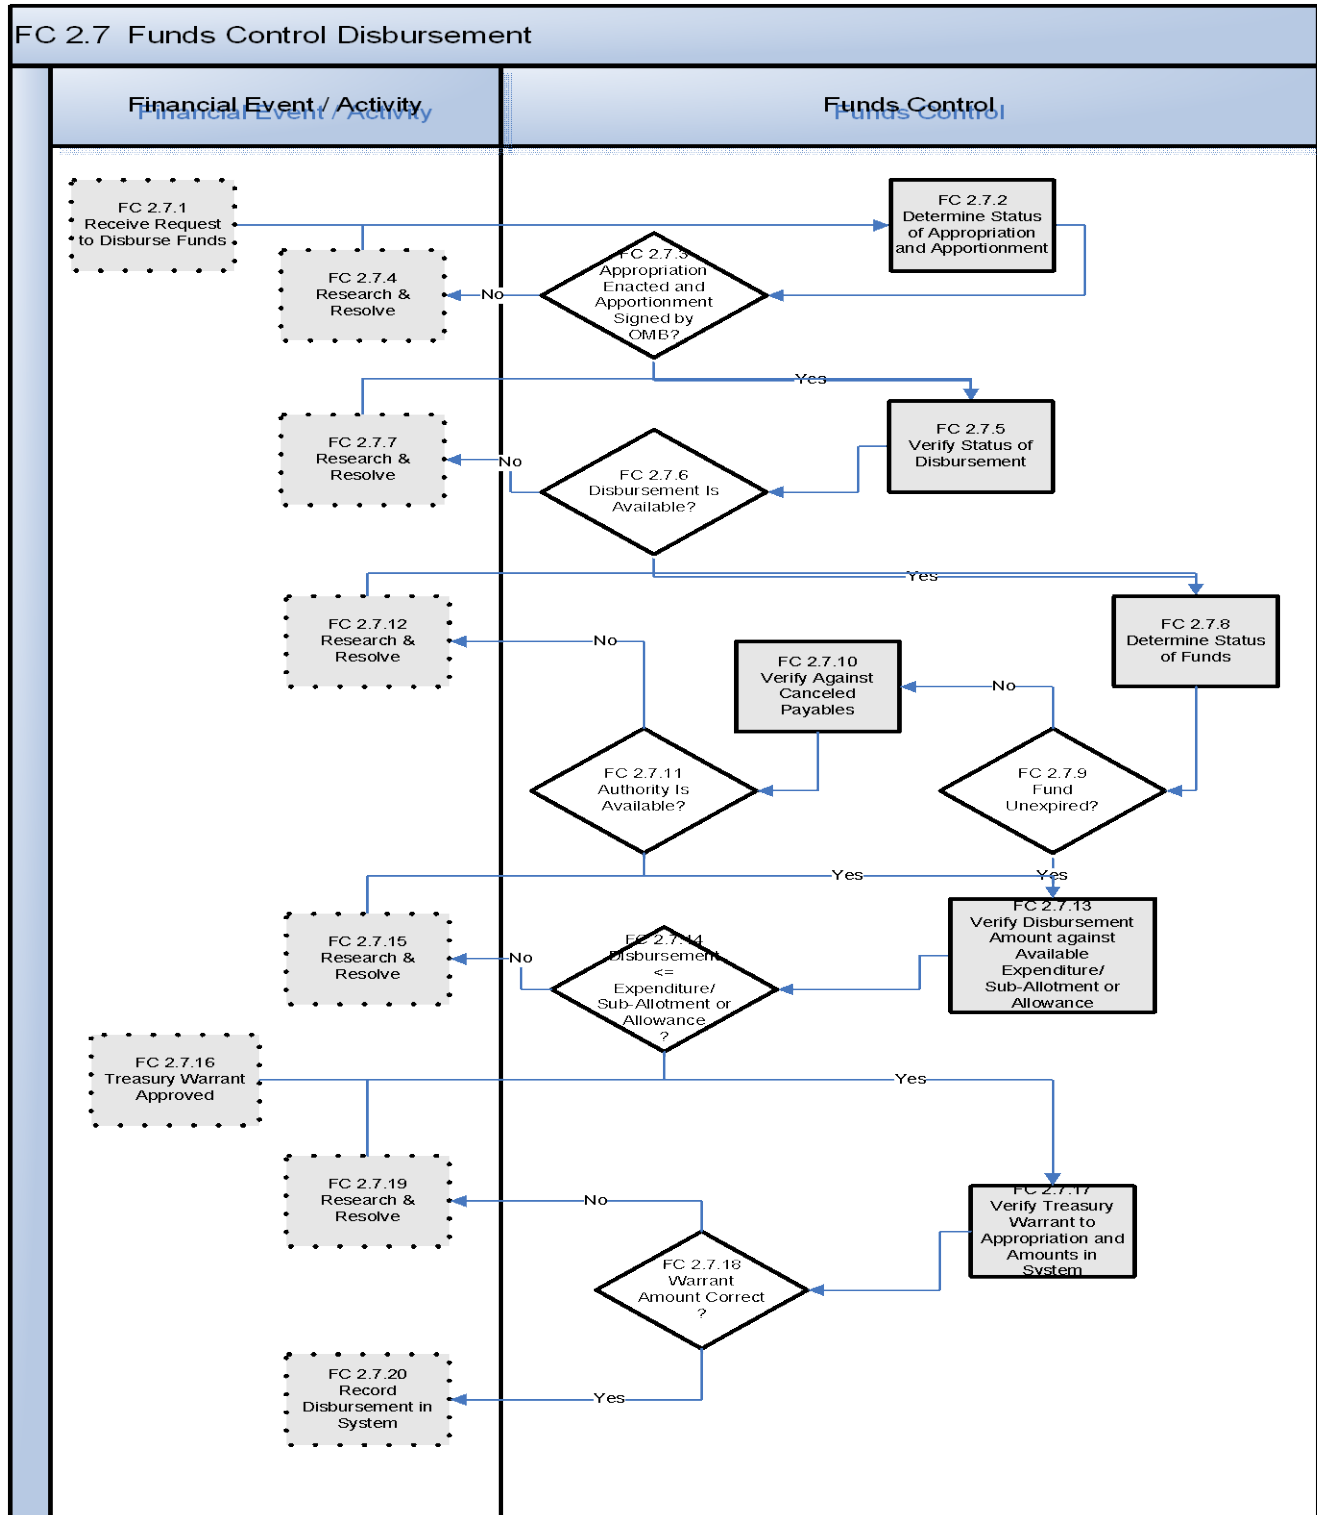 FC 2.7 Funds Control Disbursement
Financial Event / Activity
Funds Control
FC 2.7.1
Receive Request
to Disburse Funds
FC 2.7.2
Determine Status
of Appropriation
and Apportionment
FC 2.7.3
Appropriation
Enacted and
Apportionment
Signed by
OMB?
No
FC 2.7.4
Research &
Resolve
Yes
FC 2.7.5
Verify Status of
Disbursement
FC 2.7.6
Disbursement Is
Available?
No
FC 2.7.7
Research &
Resolve
Yes
FC 2.7.8
Determine Status
of Funds
FC 2.7.9
Fund
Unexpired?
No
FC 2.7.10
Verify Against
Canceled
Payables
FC 2.7.11
Authority Is
Available?
No
FC 2.7.12
Research &
Resolve
Yes
Yes
FC 2.7.13
Verify Disbursement
Amount against
Available
Expenditure/
Sub-Allotment or
Allowance
FC 2.7.14
Disbursement
<=
Expenditure/
Sub-Allotment or
Allowance
?
No
FC 2.7.15
Research &
Resolve
FC 2.7.16
Treasury Warrant
Approved
Yes
FC 2.7.17
Verify Treasury
Warrant to
Appropriation and
Amounts in
System
FC 2.7.18
Warrant
Amount Correct
?
No
FC 2.7.19
Research &
Resolve
Yes
FC 2.7.20
Record
Disbursement in
System